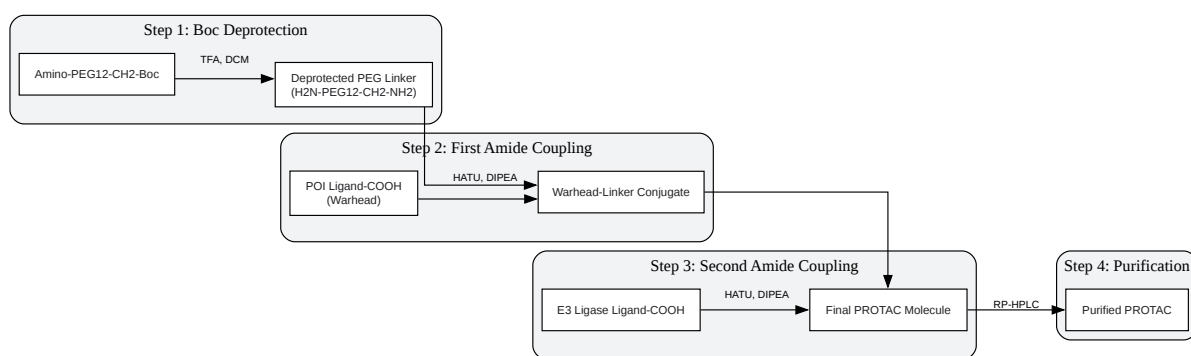 Step 1: Boc Deprotection
Amino-PEG12-CH2-Boc
TFA, DCM
Deprotected PEG Linker
(H2N-PEG12-CH2-NH2)
Step 2: First Amide Coupling
POI Ligand-COOH
(Warhead)
HATU, DIPEA
Warhead-Linker Conjugate
Step 3: Second Amide Coupling
E3 Ligase Ligand-COOH
HATU, DIPEA
Final PROTAC Molecule
RP-HPLC
Step 4: Purification
Purified PROTAC